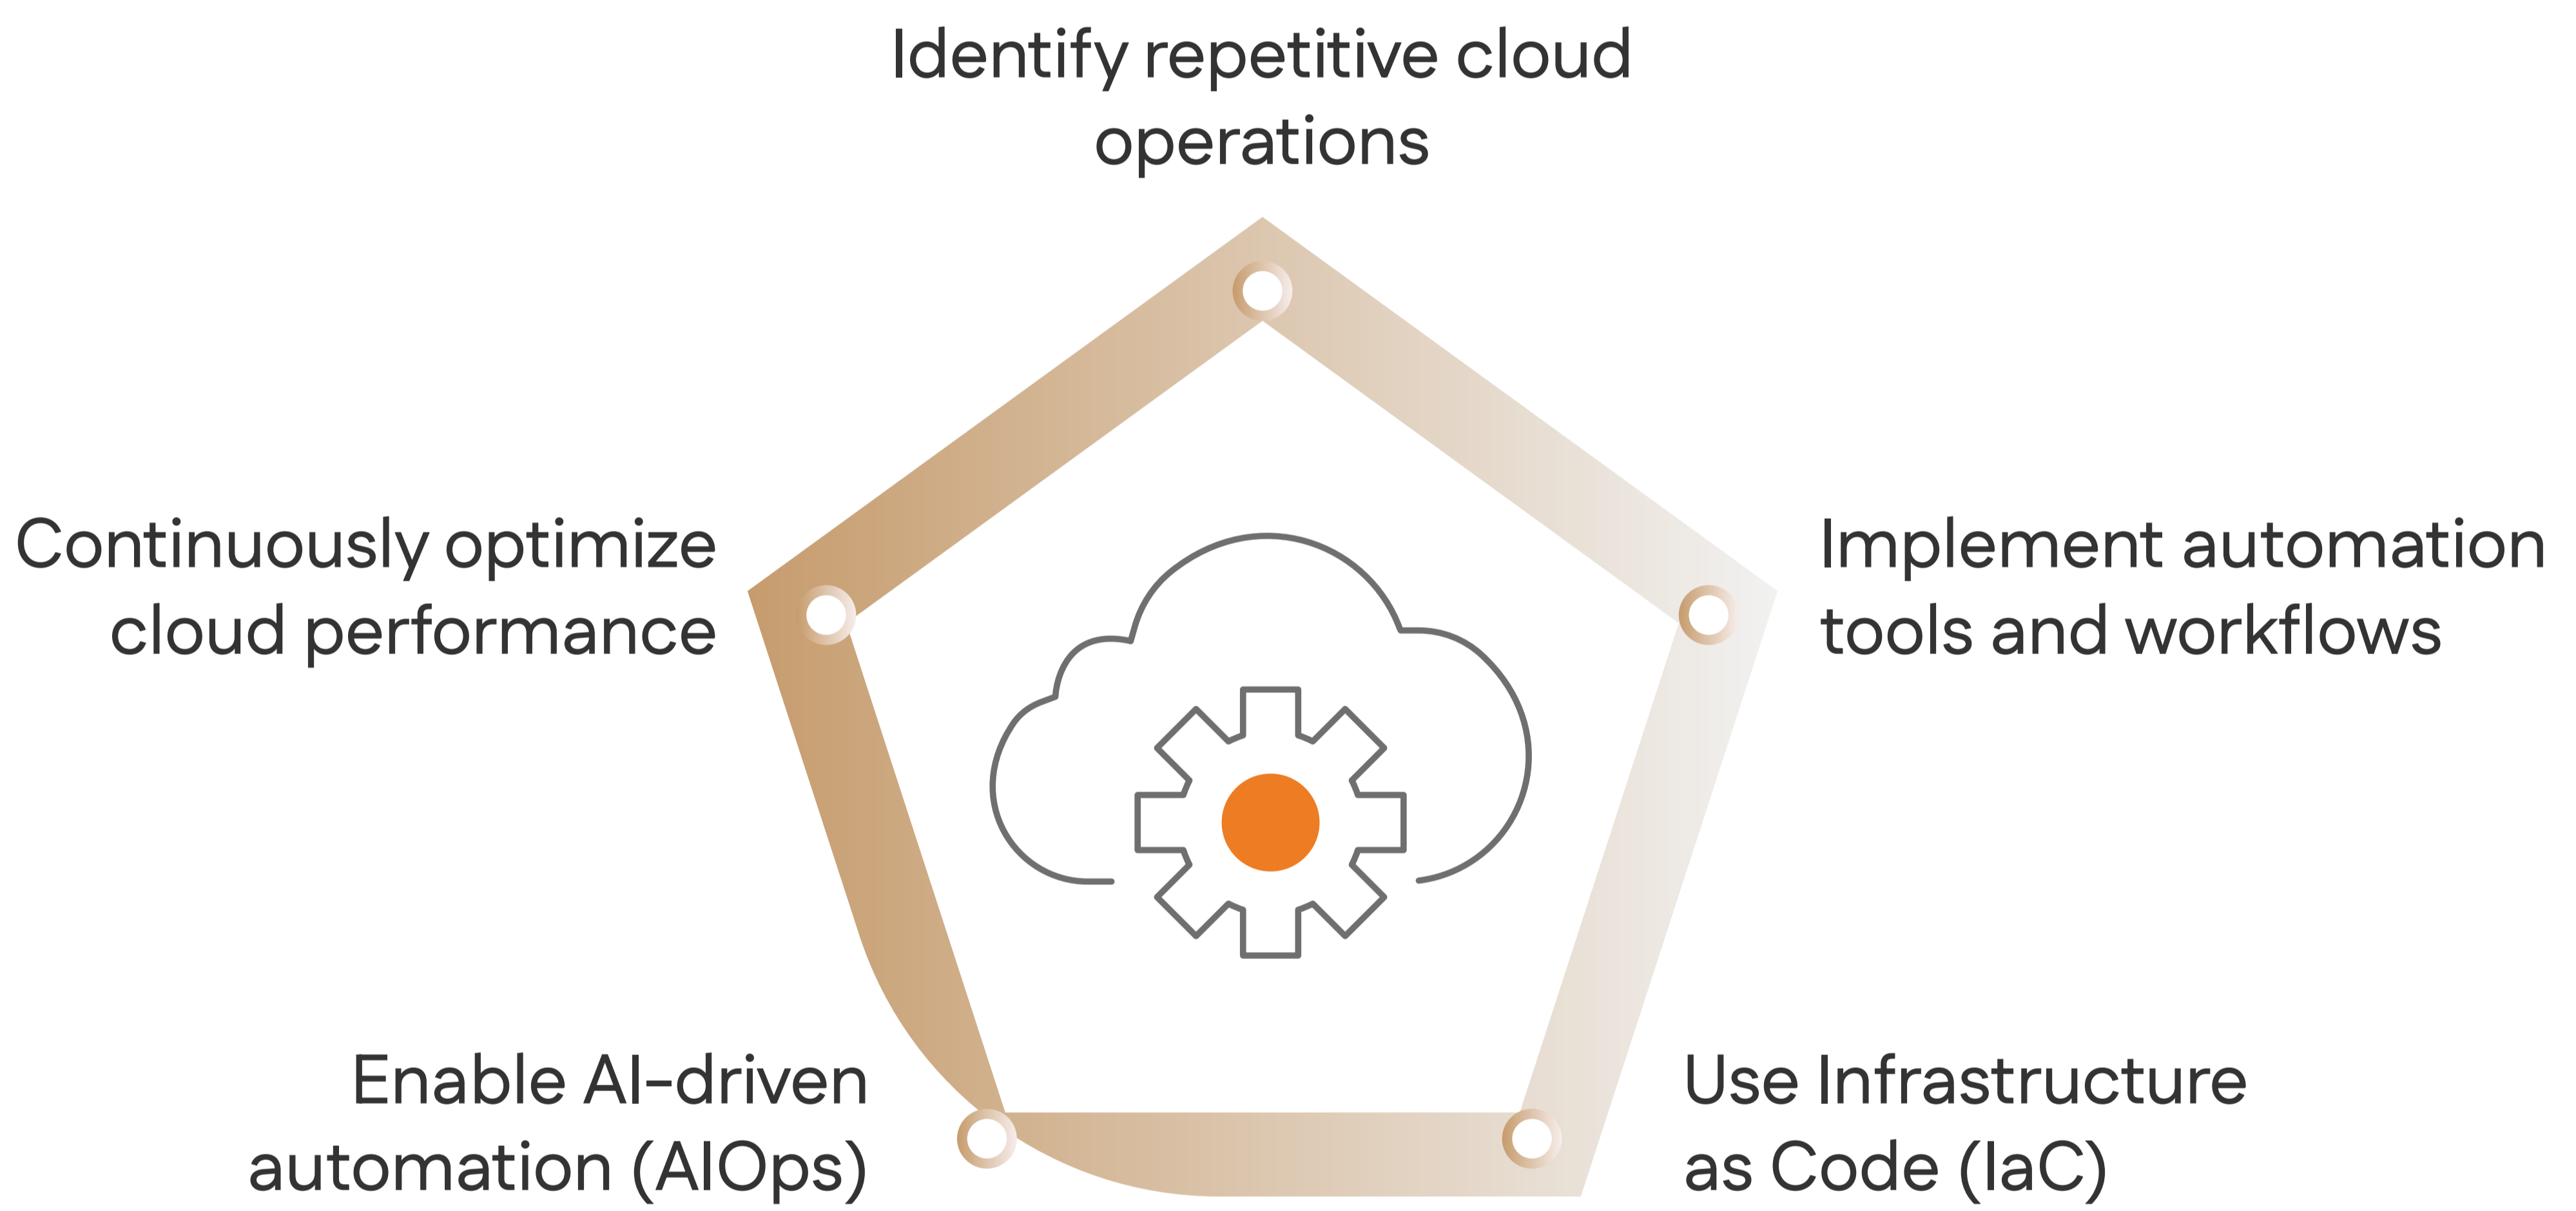 Identify repetitive cloud
operations
Continuously optimize
cloud performance
Implement automation
tools and workflows
Enable AI-driven
automation (AIOps)
Use Infrastructure
as Code (IaC)